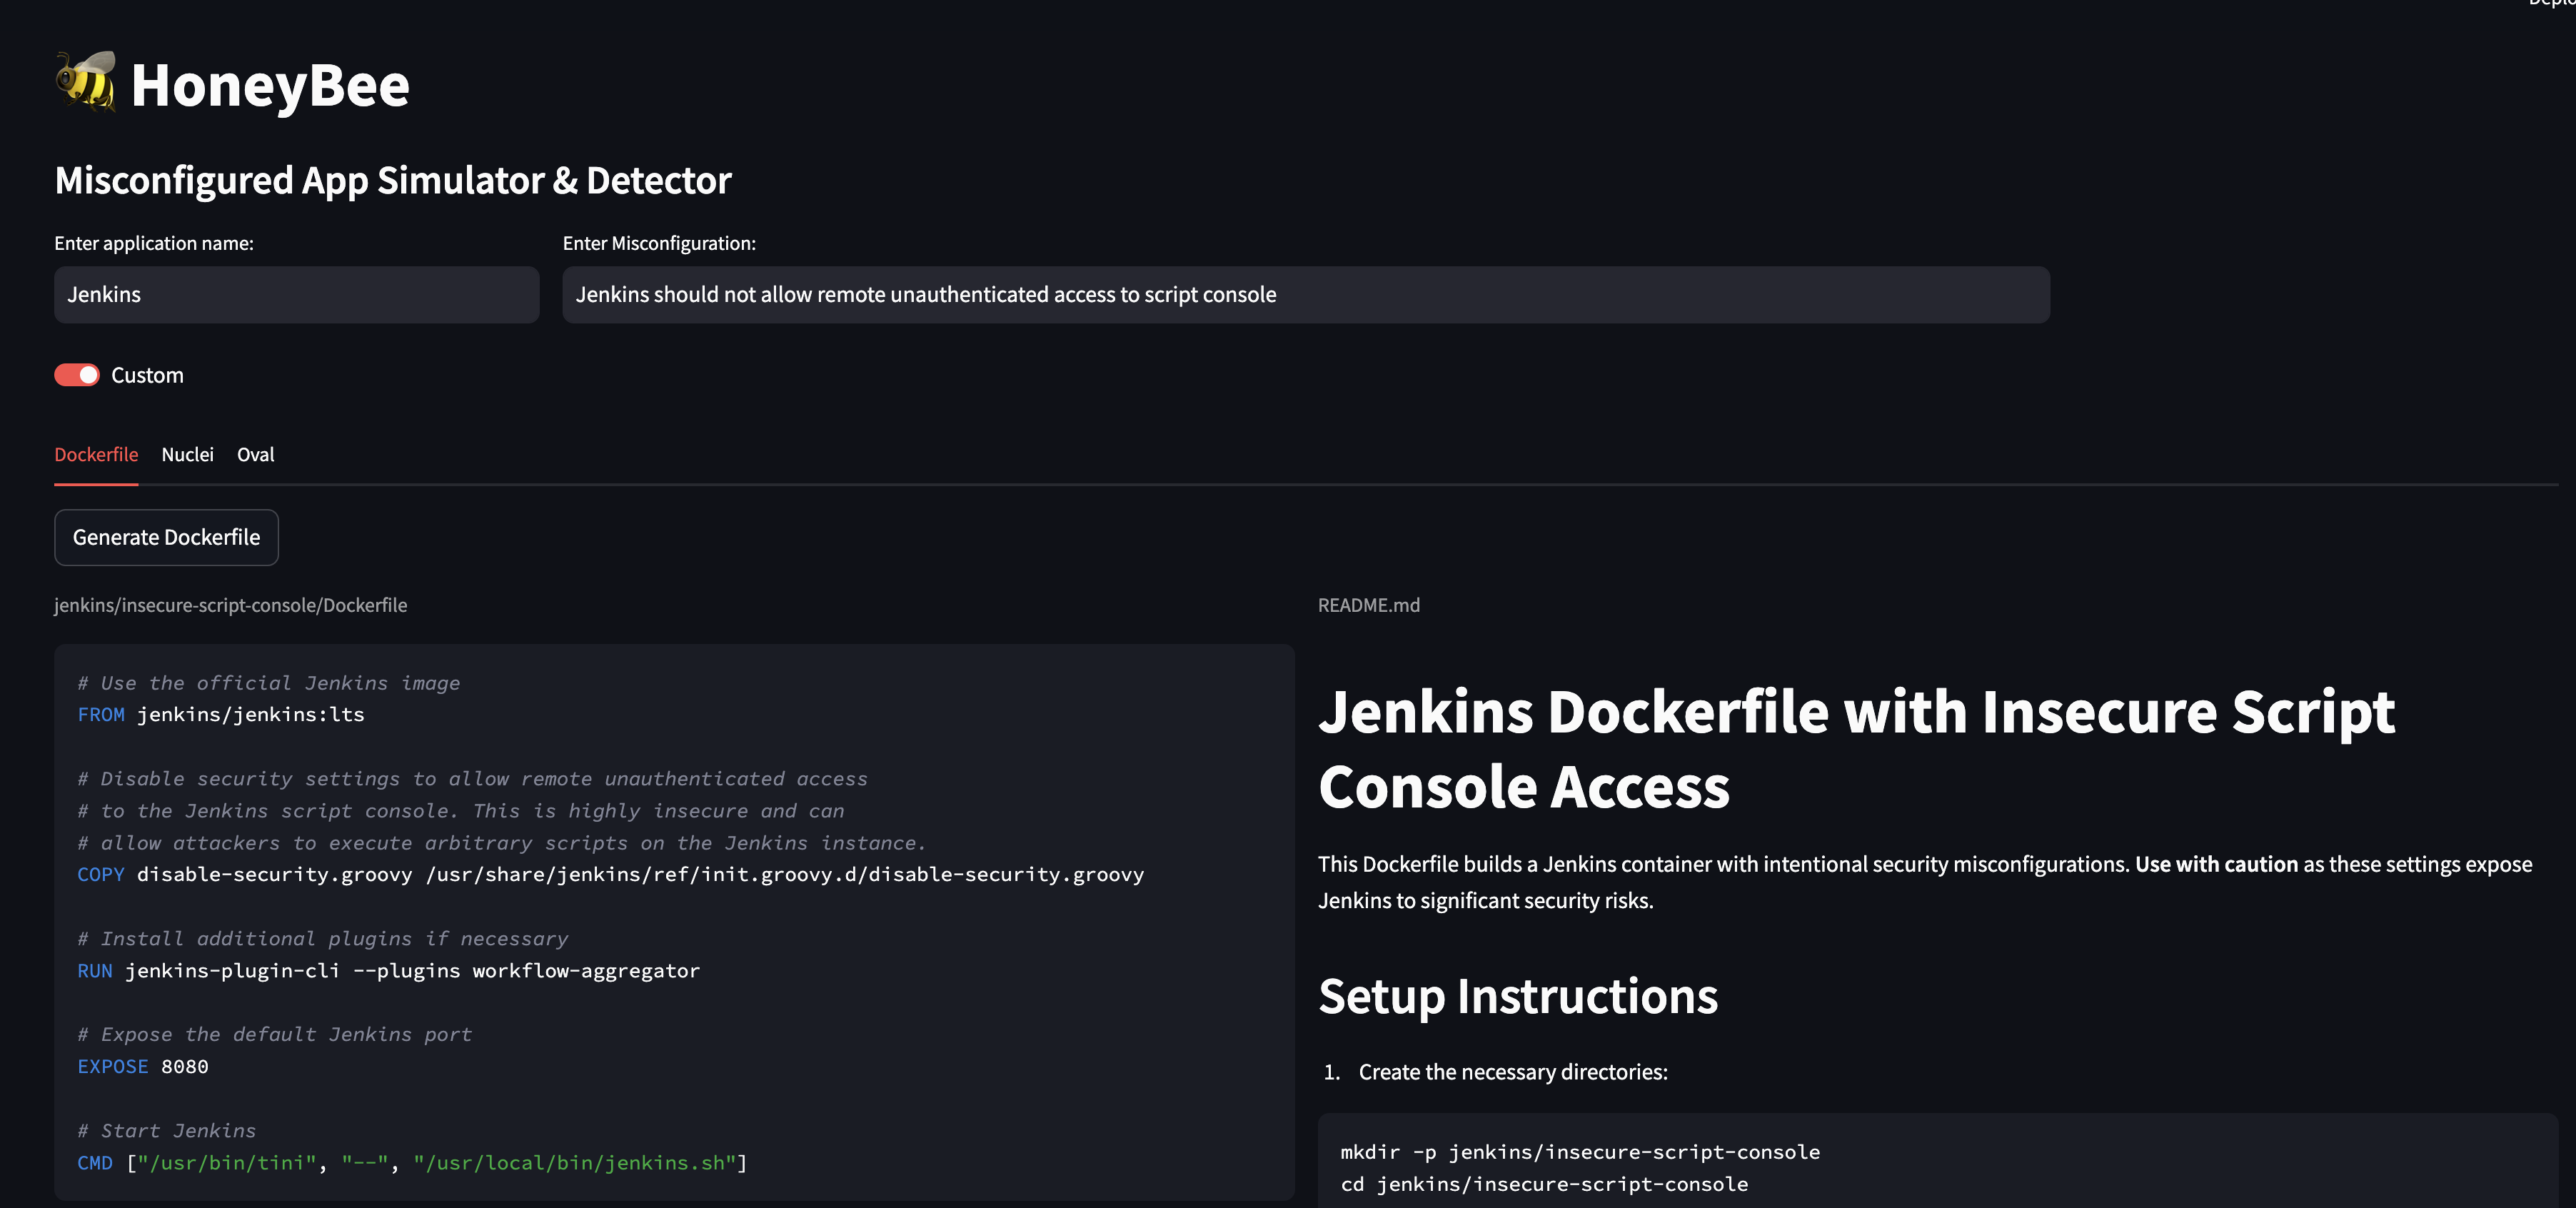 HoneyBee
Misconfigured App Simulator & Detector
Enter application name:
Enter Misconfiguration:
Jenkins
Jenkins should not allow remote unauthenticated access to script console
Custom
Dockerfile
Nuclei
Oval
Generate Dockerfile
jenkins/insecure-script-console/Dockerfile
# Use the official Jenkins image
FROM jenkins/jenkins:lts
# Disable security settings to allow remote unauthenticated access
# to the Jenkins script console. This is highly insecure and can
# allow attackers to execute arbitrary scripts on the Jenkins instance.
COPY disable-security.groovy /usr/share/jenkins/ref/init.groovy.d/disable-security.groovy
# Install additional plugins if necessary
RUN jenkins-plugin-cli --plugins workflow-aggregator
# Expose the default Jenkins port
EXPOSE 8080
# Start Jenkins
CMD ["/usr/bin/tini", "--", "/usr/local/bin/jenkins.sh"]
README.md
Jenkins Dockerfile with Insecure Script
Console Access
This Dockerfile builds a Jenkins container with intentional security misconfigurations. Use with caution as these settings expose
Jenkins to significant security risks.
Setup Instructions
1. Create the necessary directories:
mkdir -p jenkins/insecure-script-console
cd jenkins/insecure-script-console